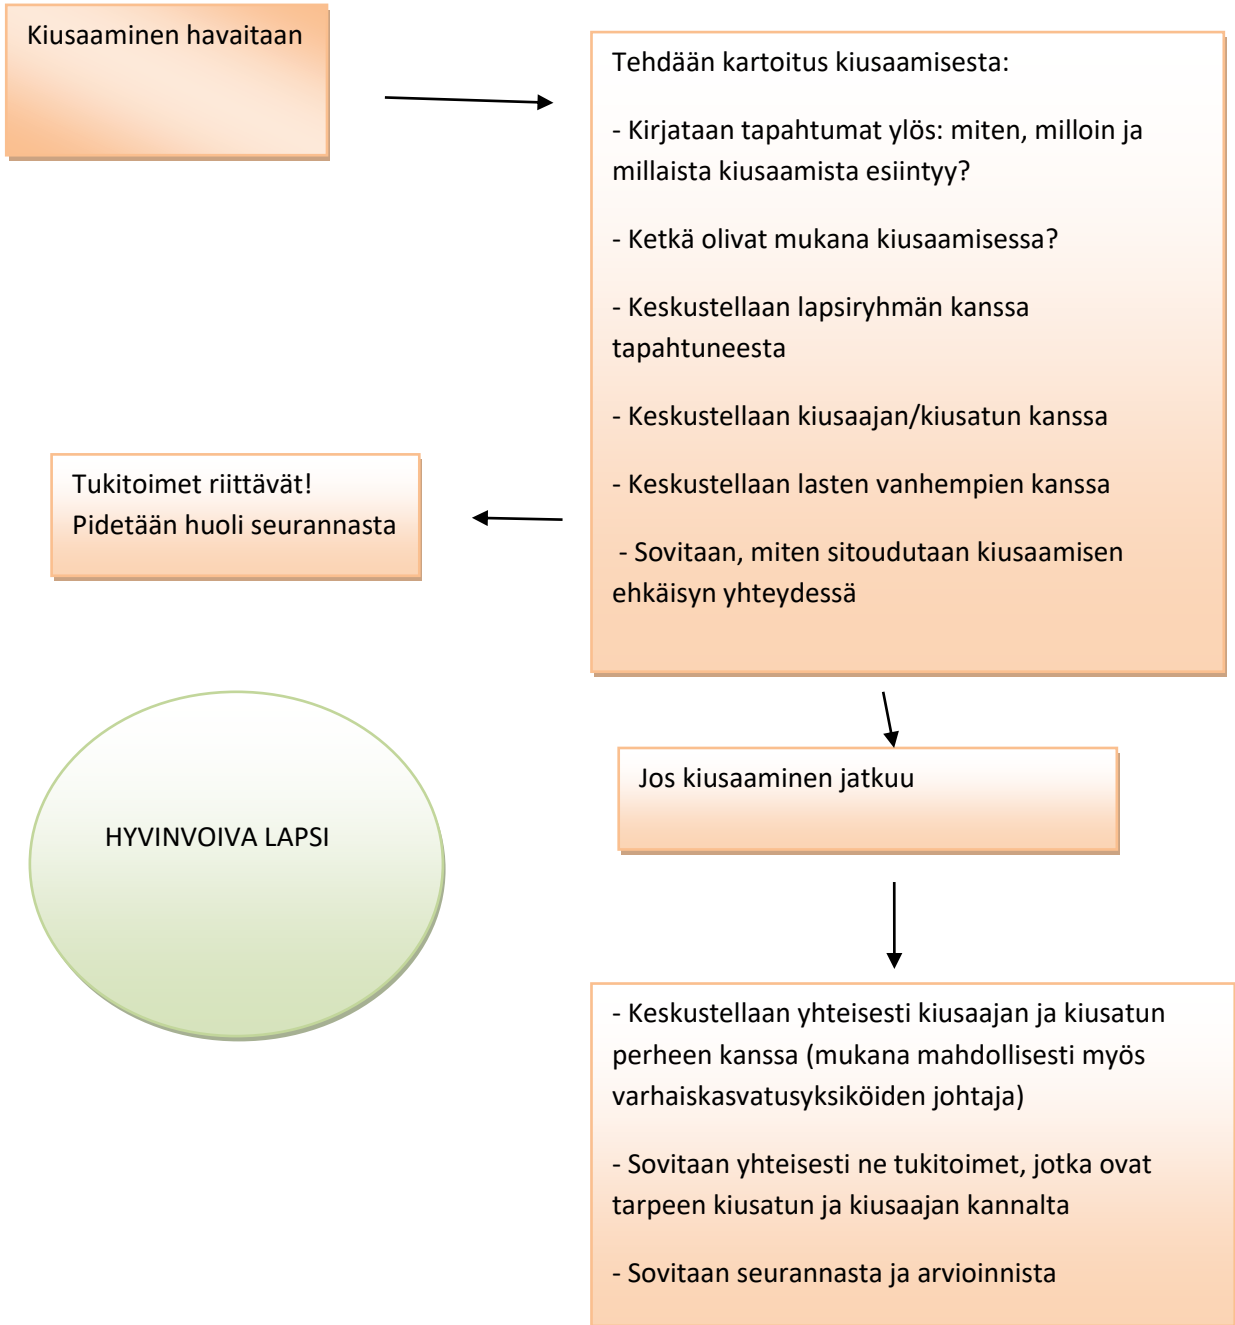 Kiusaaminen havaitaan
Tehdään kartoitus kiusaamisesta:
- Kirjataan tapahtumat ylös: miten, milloin ja
millaista kiusaamista esiintyy?
- Ketkä olivat mukana kiusaamisessa?
- Keskustellaan lapsiryhmän kanssa
tapahtuneesta
- Keskustellaan kiusaajan/kiusatun kanssa
- Keskustellaan lasten vanhempien kanssa
- Sovitaan, miten sitoudutaan kiusaamisen
ehkäisyn yhteydessä
Tukitoimet riittävät!
Pidetään huoli seurannasta
Jos kiusaaminen jatkuu
HYVINVOIVA LAPSI
- Keskustellaan yhteisesti kiusaajan ja kiusatun
perheen kanssa (mukana mahdollisesti myös
varhaiskasvatusyksiköiden johtaja)
- Sovitaan yhteisesti ne tukitoimet, jotka ovat
tarpeen kiusatun ja kiusaajan kannalta
- Sovitaan seurannasta ja arvioinnista